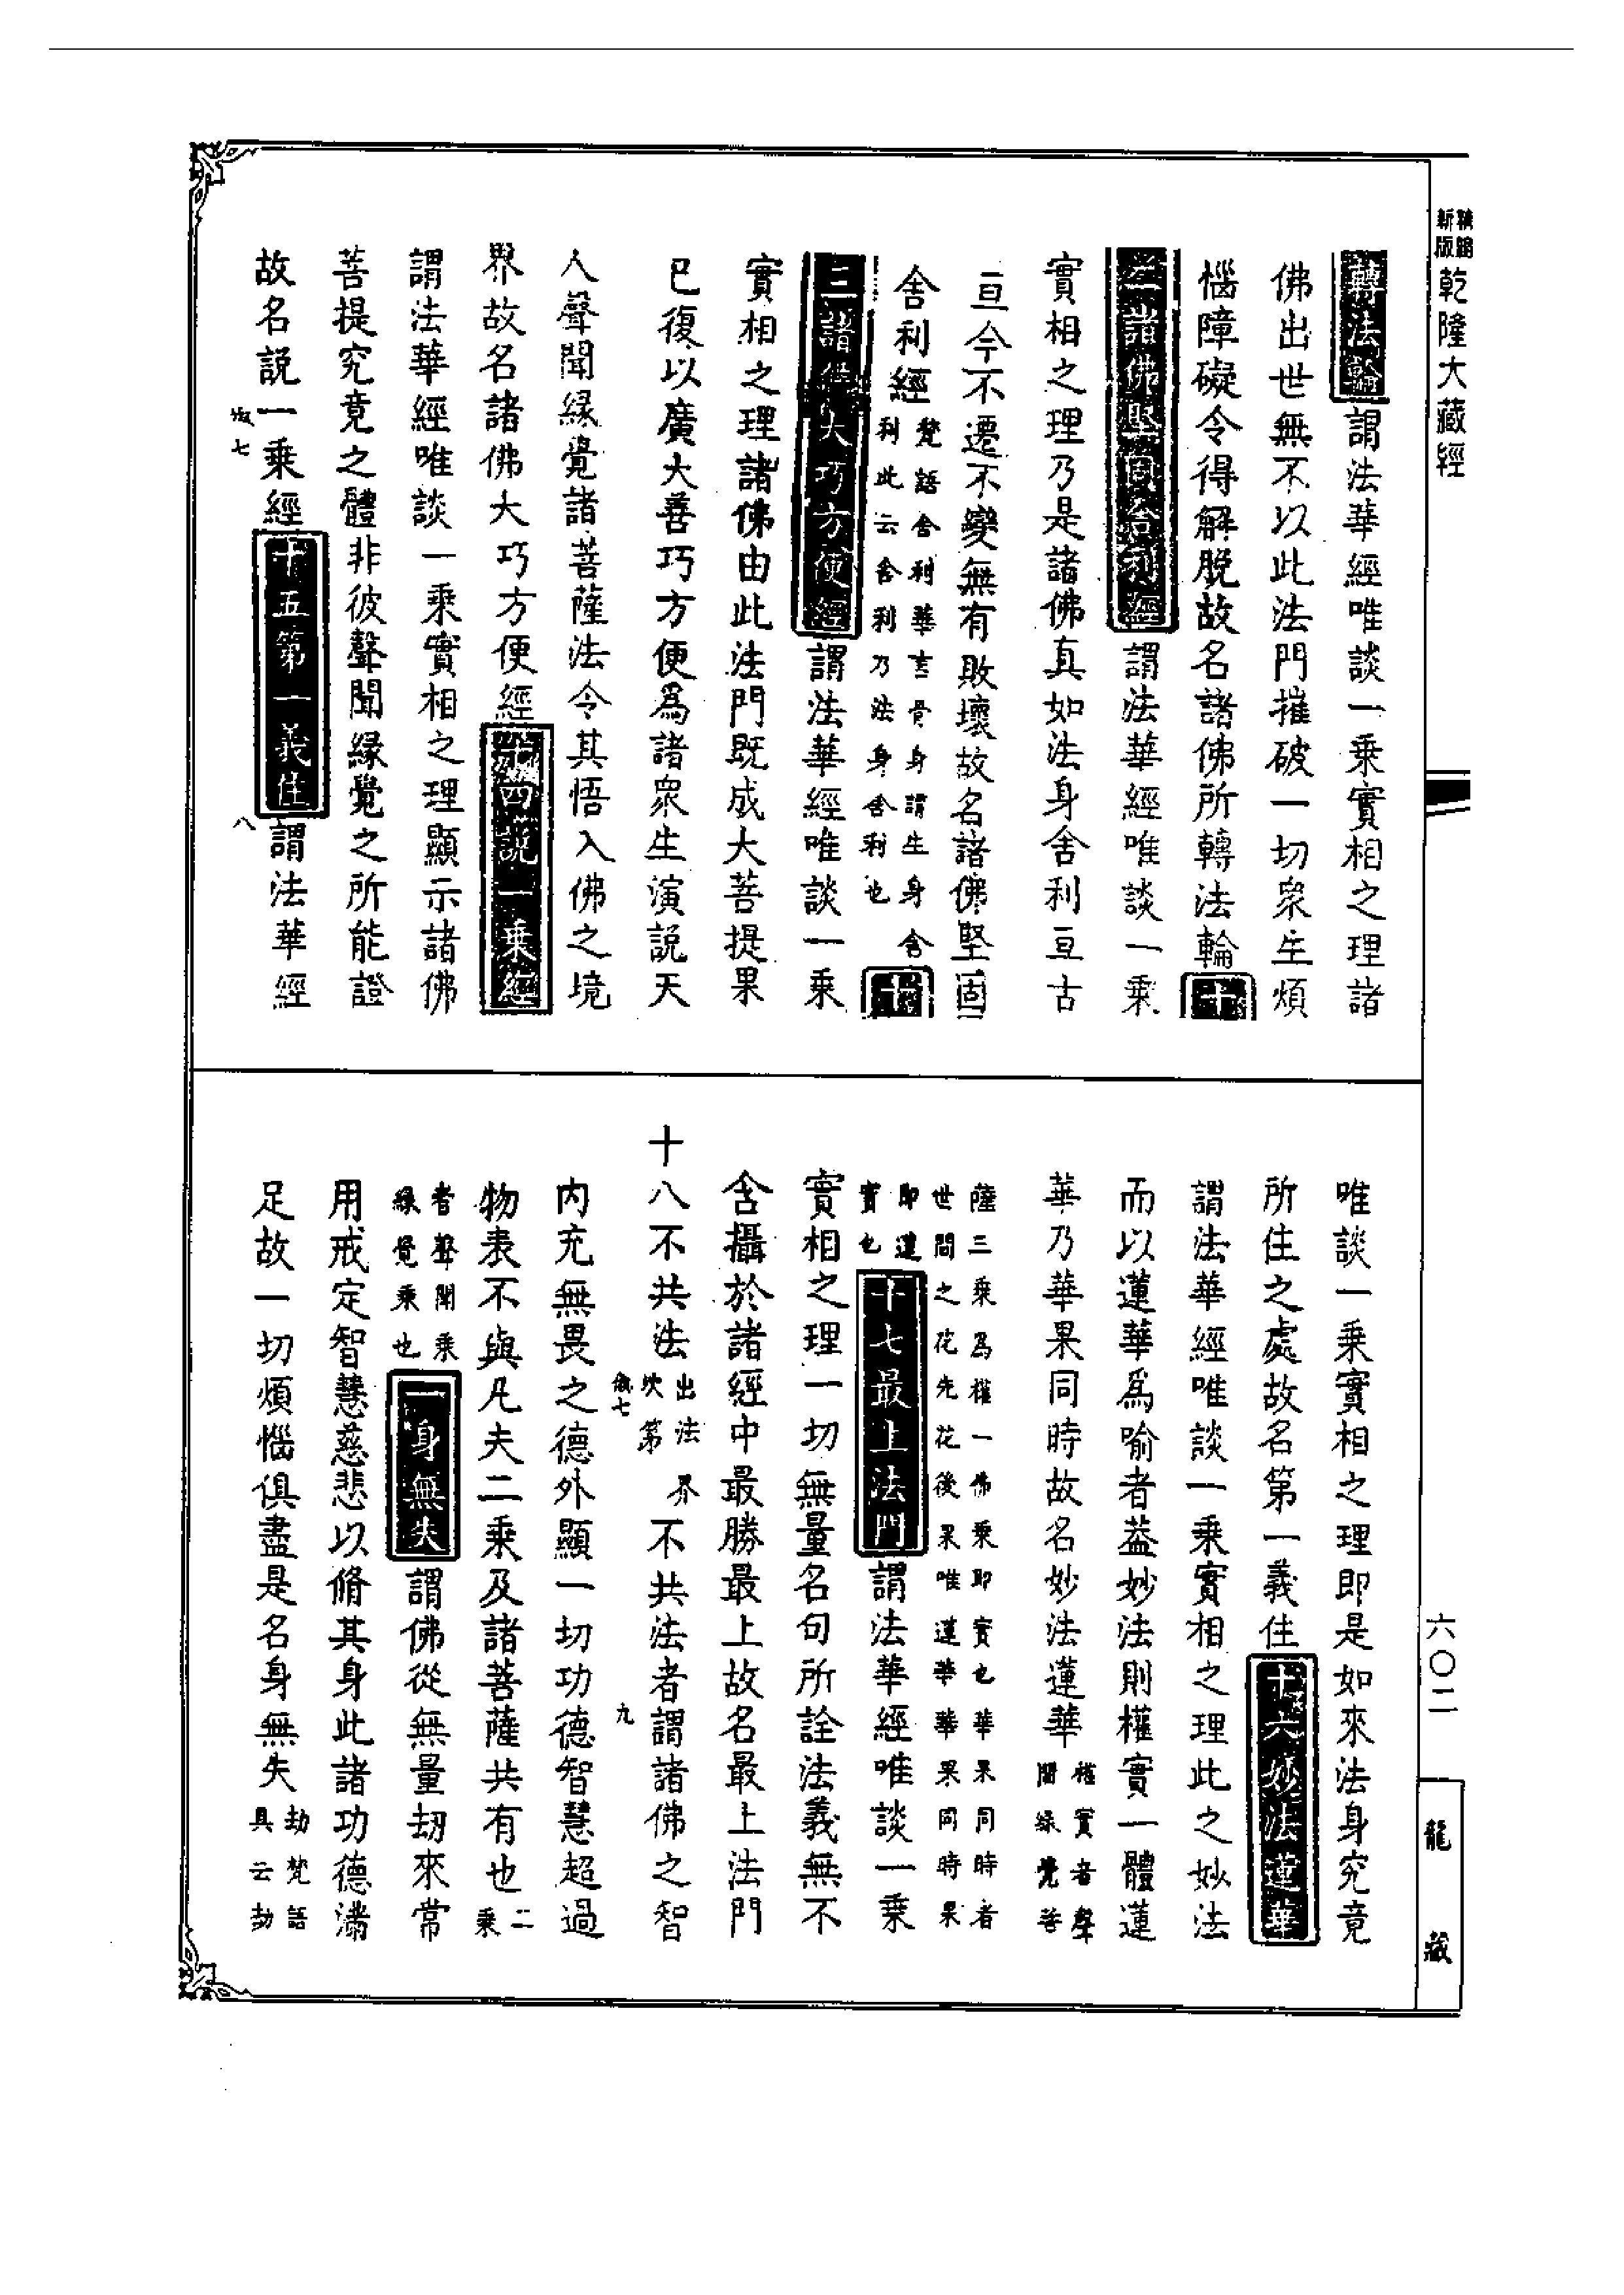 新版
乾隆大藏經
轉法輪謂法華經唯談一乘實相之理諸
佛出世無不以此法門摧破一切衆生煩
惱障礙令得解脫故名諸佛所轉法輪十
諸佛堅固舍利經謂法華經唯談一乘
實相之理乃是諸佛真如法身舍利亘古
亘今不遷不變無有敗壞故名諸佛堅固
舍利經梵語舍利華言骨身謂生身舍
利此云舍利乃法身舍利也十
三諸佛大巧方便經謂法華經唯談一乘
實相之理諸佛由此法門既成大菩提果
已復以廣大善巧方便爲諸衆生演說天
人聲聞緣覺諸菩薩法令其悟入佛之境
界故名諸佛大巧方便經十四說一乘經
謂法華經唯談一乘實相之理顯示諸佛
菩提究竟之體非彼聲聞緣覺之所能證
故名說一乘經十五第一義住謂法華經
八
唯談一乘實相之理即是如來法身究竟
所住之處故名第一義住十六妙法蓮華
謂法華經唯談一乘實相之理此之妙法
而以蓮華爲喻者葢妙法則權實一體蓮
華乃華果同時故名妙法蓮華權實者聲
聞緣覺菩
薩三乘爲權一佛乘即實也華果同時者
世間之花先花後果唯蓮華華果同時果
即蓮
實也十七最上法門謂法華經唯談一乘
實相之理一切無量名句所詮法義無不
含攝於諸經中最勝最上故名最上法門
十八不共法出法界
次第不共法者謂諸佛之智
九
内充無畏之德外顯一切功德智慧超過
物表不與凡夫二乘及諸菩薩共有也二
乘
者聲聞乘
緣覺乘也一身無失謂佛從無量劫來常
用戒定智慧慈悲以脩其身此諸功德滿
足故一切煩惱俱盡是名身無失劫梵語
具云劫
六〇二
龍藏